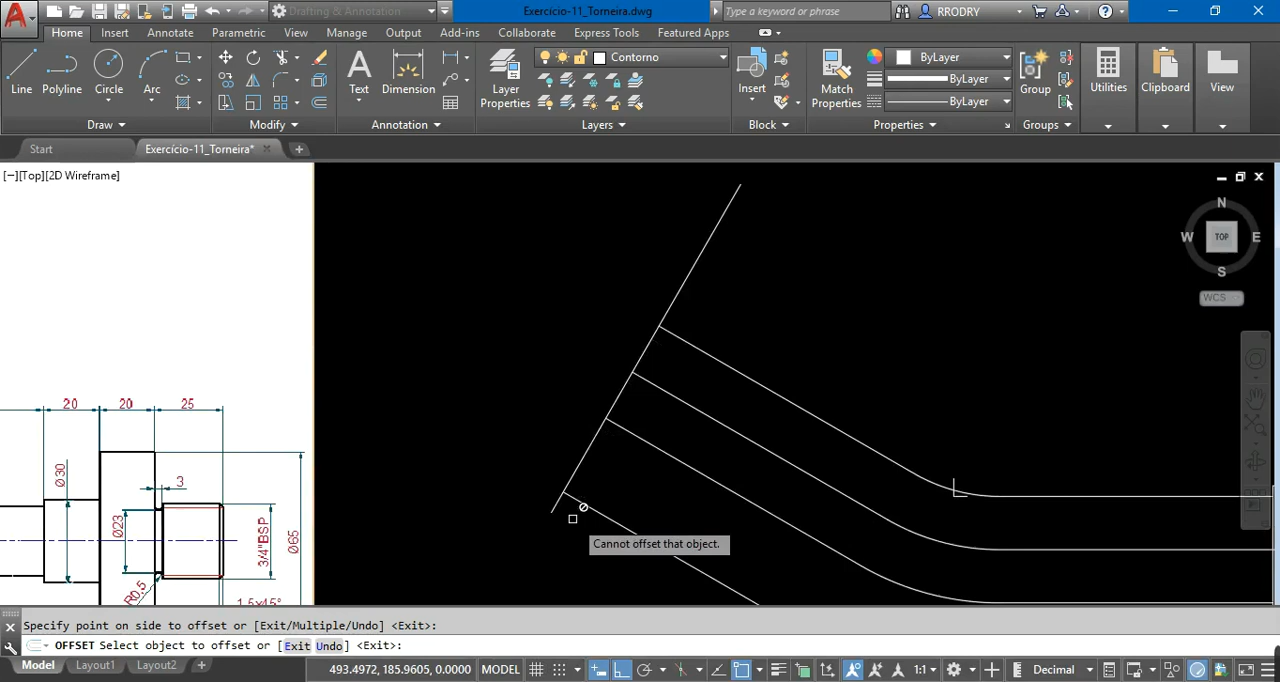 Drafting & Annotation
Exercício-11_Torneira.dwg
Type a keyword or phrase
RRODRY
Home Insert Annotate Parametric View Manage Output Add-ins Collaborate Express Tools Featured Apps
Line Polyline Circle Arc
Text Dimension
Layer Properties
Contorno
Insert
Match Properties
ByLayer
ByLayer
ByLayer
Group
Utilities
Clipboard
View
Draw Modify Annotation Layers Block Properties Groups
Start Exercício-11_Torneira*
[−][Top][2D Wireframe]
N
W TOP E
S
WCS
20 20 25
Ø30
3
Ø23
3/4"BSP
Ø65
R0,5
1,5x45°
Cannot offset that object.
Specify point on side to offset or [Exit/Multiple/Undo] <Exit>:
OFFSET Select object to offset or [Exit Undo] <Exit>:
Model Layout1 Layout2 +
493.4972, 185.9605, 0.0000 MODEL 1:1 Decimal